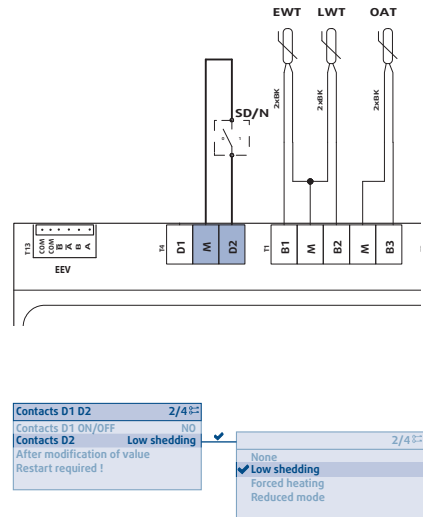 EWT LWT OAT
2xBK 2xBK 2xBK
SD/N
0 1
T13 COM COM B̅ A̅ B A
EEV
T4 D1 M D2
T1 B1 M B2 M B3
Contacts D1 D2 2/4
Contacts D1 ON/OFF NO
Contacts D2 Low shedding
After modification of value
Restart required !
2/4
None
Low shedding
Forced heating
Reduced mode